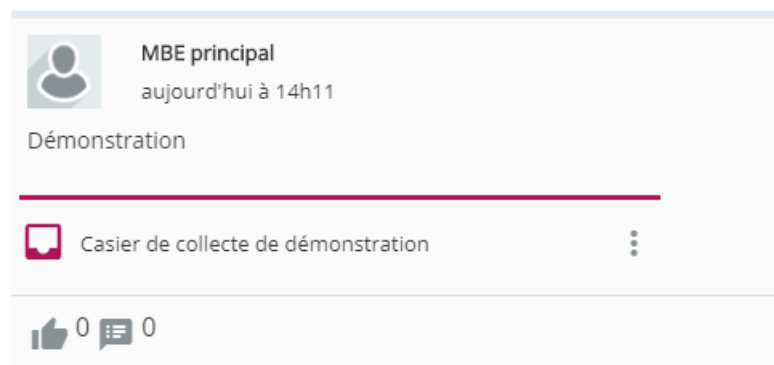 MBE principal
aujourd'hui à 14h11
Démonstration
Casier de collecte de démonstration
0 0